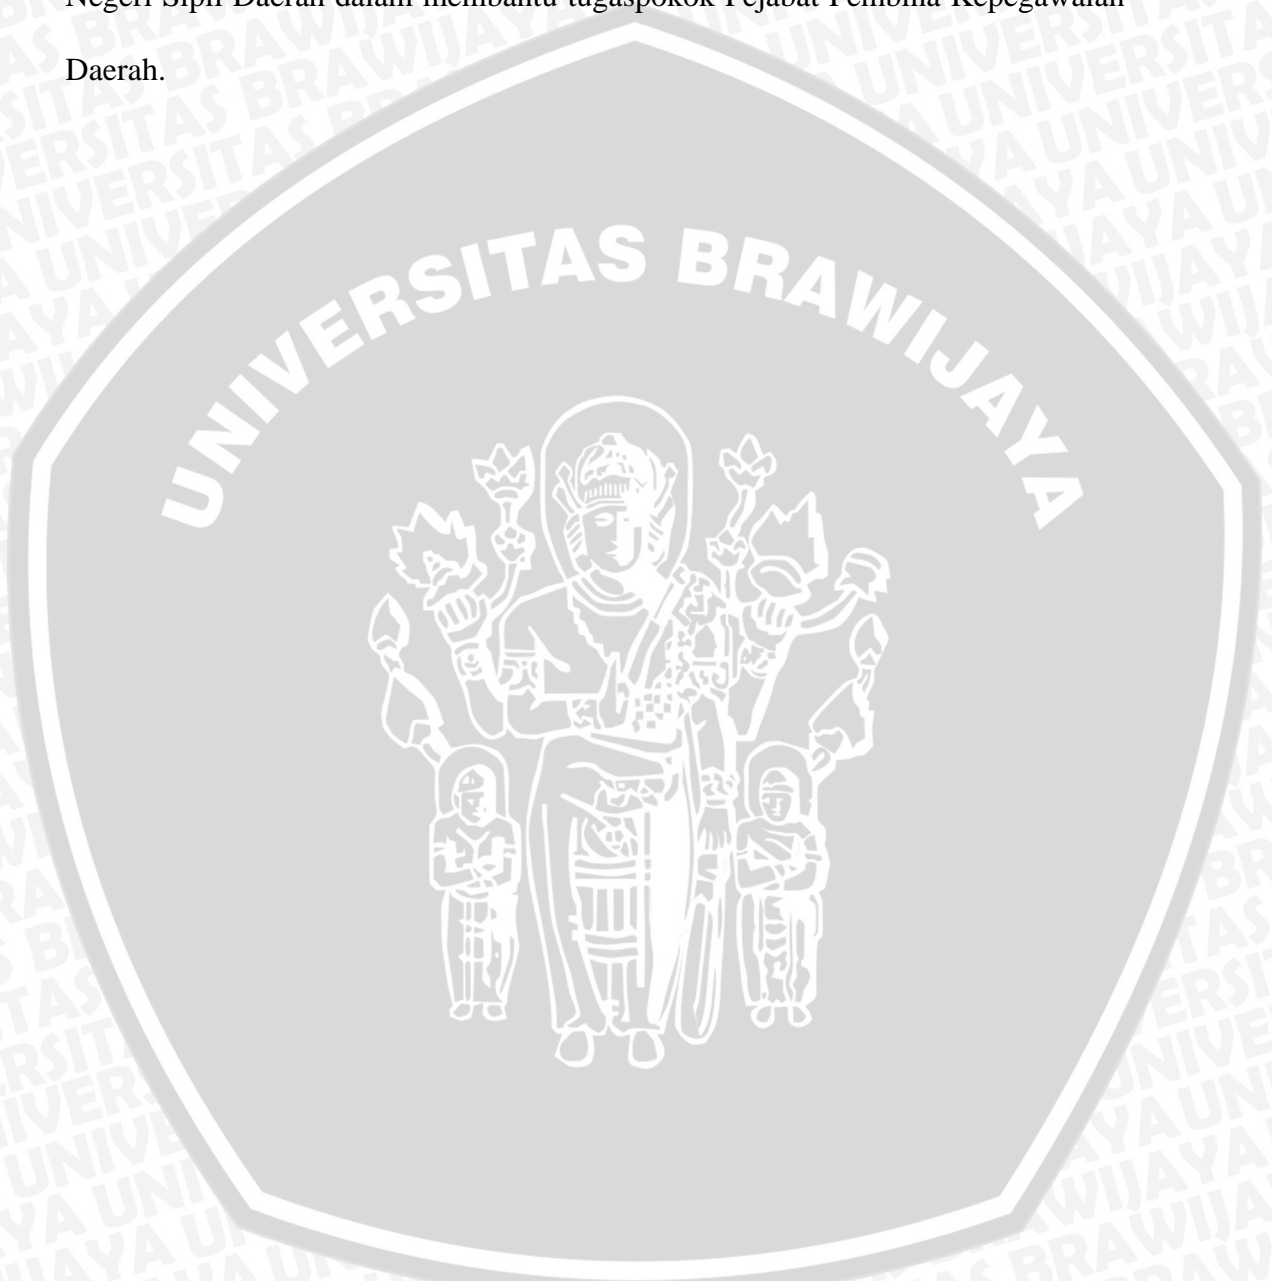 Negeri Sipil Daerah dalam membantu tugaspokok Pejabat Pembina Kepegawaian
Daerah.
UNIVERSITAS BRAWIJAYA